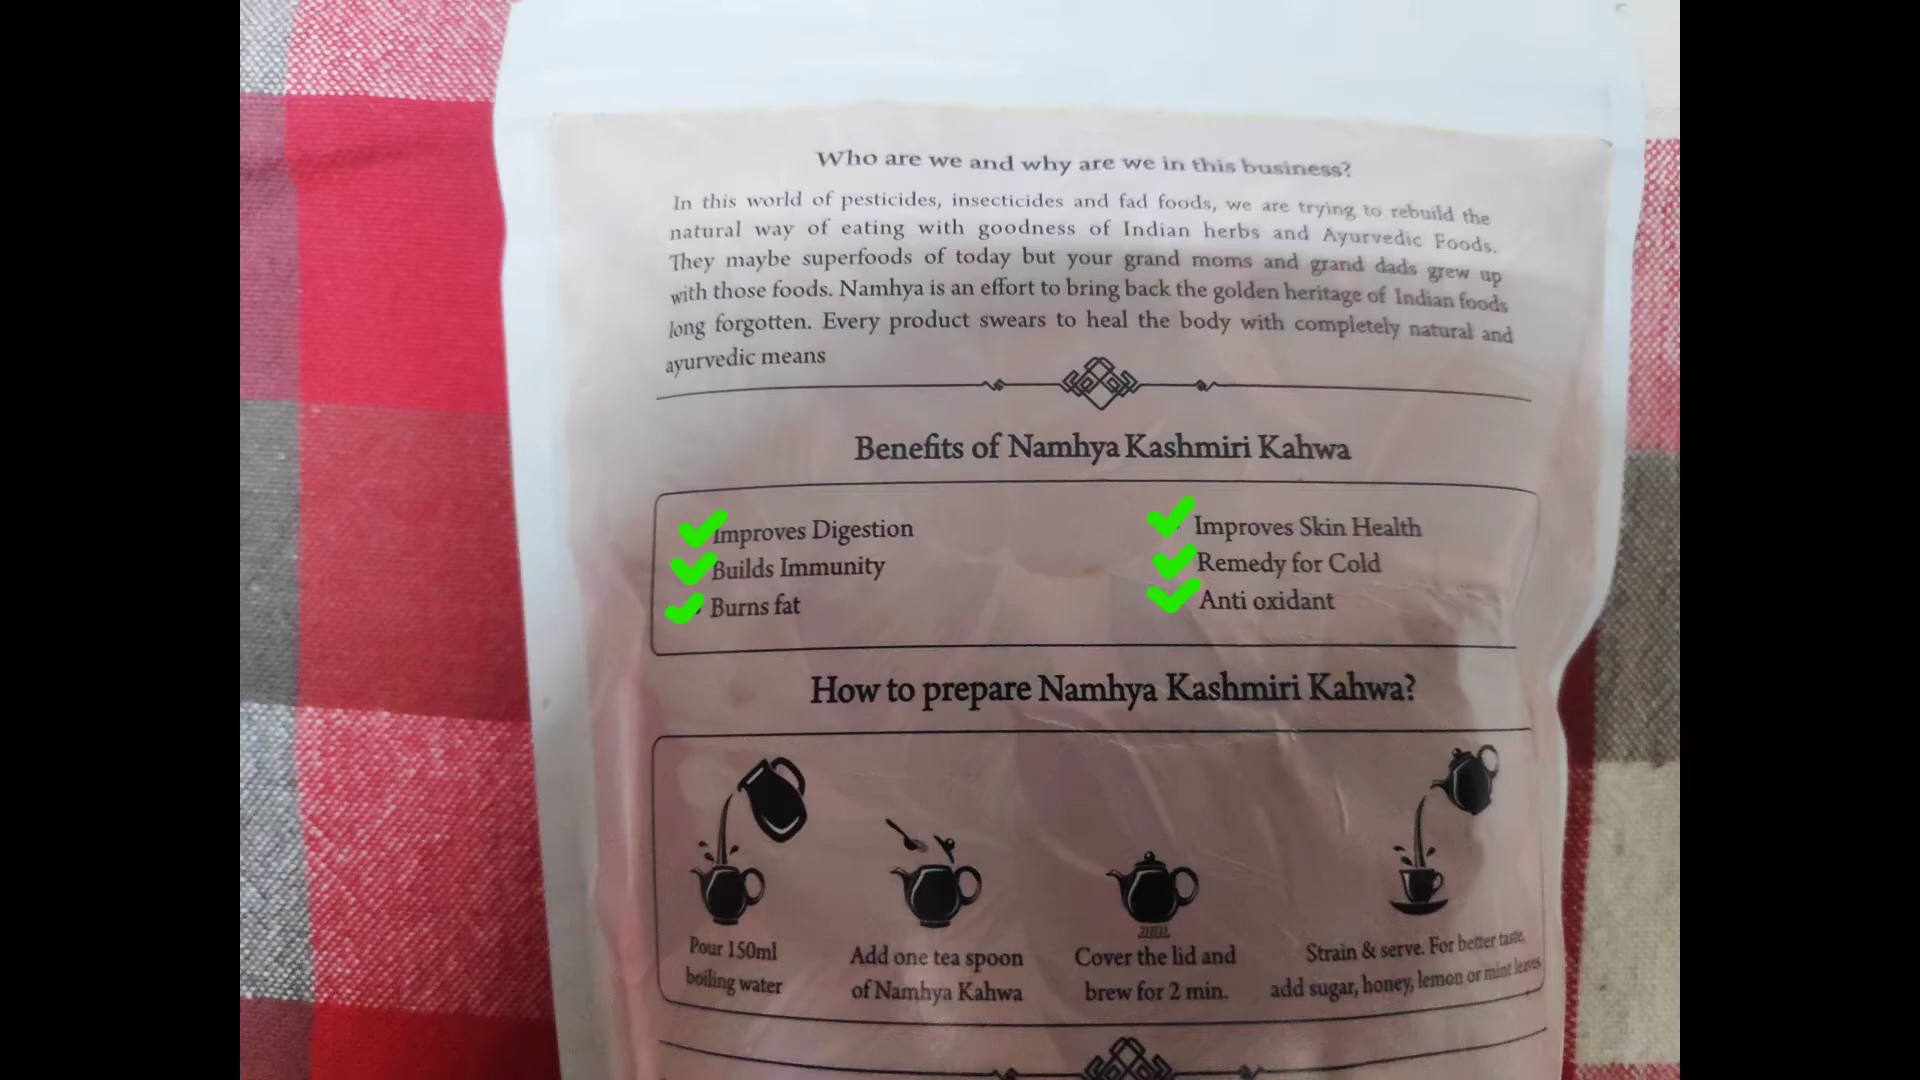 Who are we and why are we in this business?
In this world of pesticides, insecticides and fad foods, we are trying to rebuild the
natural way of eating with goodness of Indian herbs and Ayurvedic Foods.
They maybe superfoods of today but your grand moms and grand dads grew up
with those foods. Namhya is an effort to bring back the golden heritage of Indian foods
long forgotten. Every product swears to heal the body with completely natural and
ayurvedic means
Benefits of Namhya Kashmiri Kahwa
Improves Digestion
Builds Immunity
Burns fat
Improves Skin Health
Remedy for Cold
Anti oxidant
How to prepare Namhya Kashmiri Kahwa?
Pour 150ml
boiling water
Add one tea spoon
of Namhya Kahwa
Cover the lid and
brew for 2 min.
Strain & serve. For better taste,
add sugar, honey, lemon or mint leaves